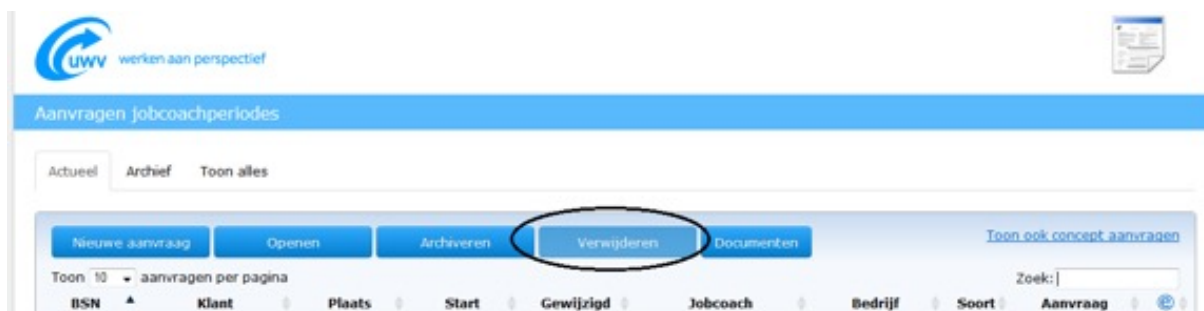 UWV werken aan perspectief
Aanvragen jobcoachperiodes
Actueel Archief Toon alles
Nieuwe aanvraag Openen Archiveren Verwijderen Documenten Toon ook concept aanvragen
Toon 10 aanvragen per pagina Zoek:
BSN Klant Plaats Start Gewijzigd Jobcoach Bedrijf Soort Aanvraag